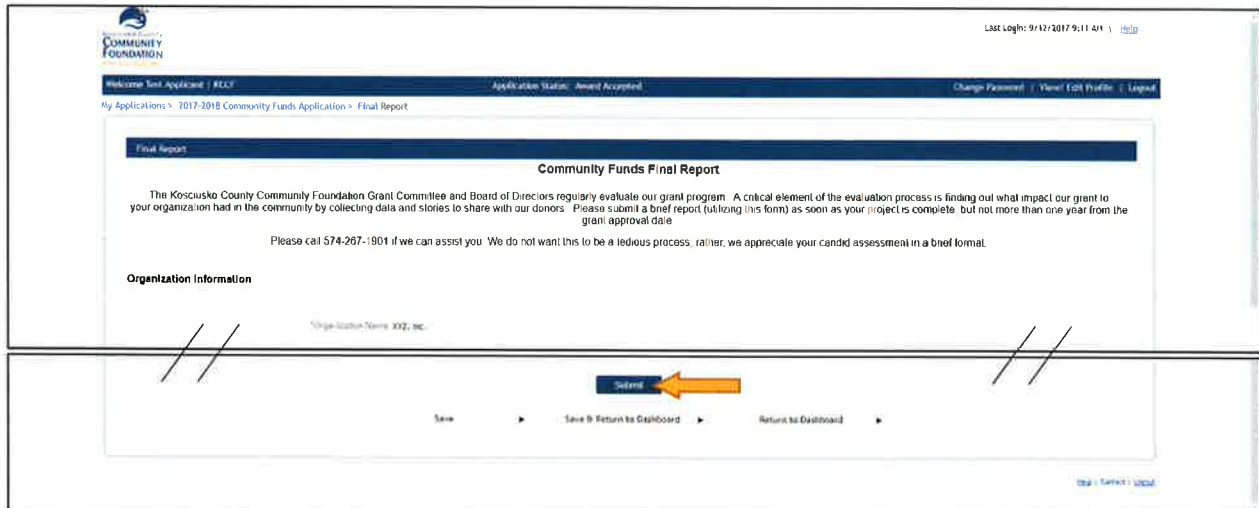 COMMUNITY
FOUNDATION
Last Login: 9/12/2017 9:11 AM | Help
Welcome Test Applicant | KCCF
Application Status: Award Accepted
Change Password | View/ Edit Profile | Logout
My Applications > 2017-2018 Community Funds Application > Final Report
Final Report
Community Funds Final Report
The Kosciusko County Community Foundation Grant Committee and Board of Directors regularly evaluate our grant program A critical element of the evaluation process is finding out what impact our grant to
your organization had in the community by collecting data and stories to share with our donors Please submit a brief report (utilizing this form) as soon as your project is complete, but not more than one year from the
grant approval date
Please call 574-267-1901 if we can assist you We do not want this to be a tedious process, rather, we appreciate your candid assessment in a brief format.
Organization Information
*Organization Name XYZ, Inc.
Submit
Save
Save & Return to Dashboard
Return to Dashboard
Help | Contact | Logout